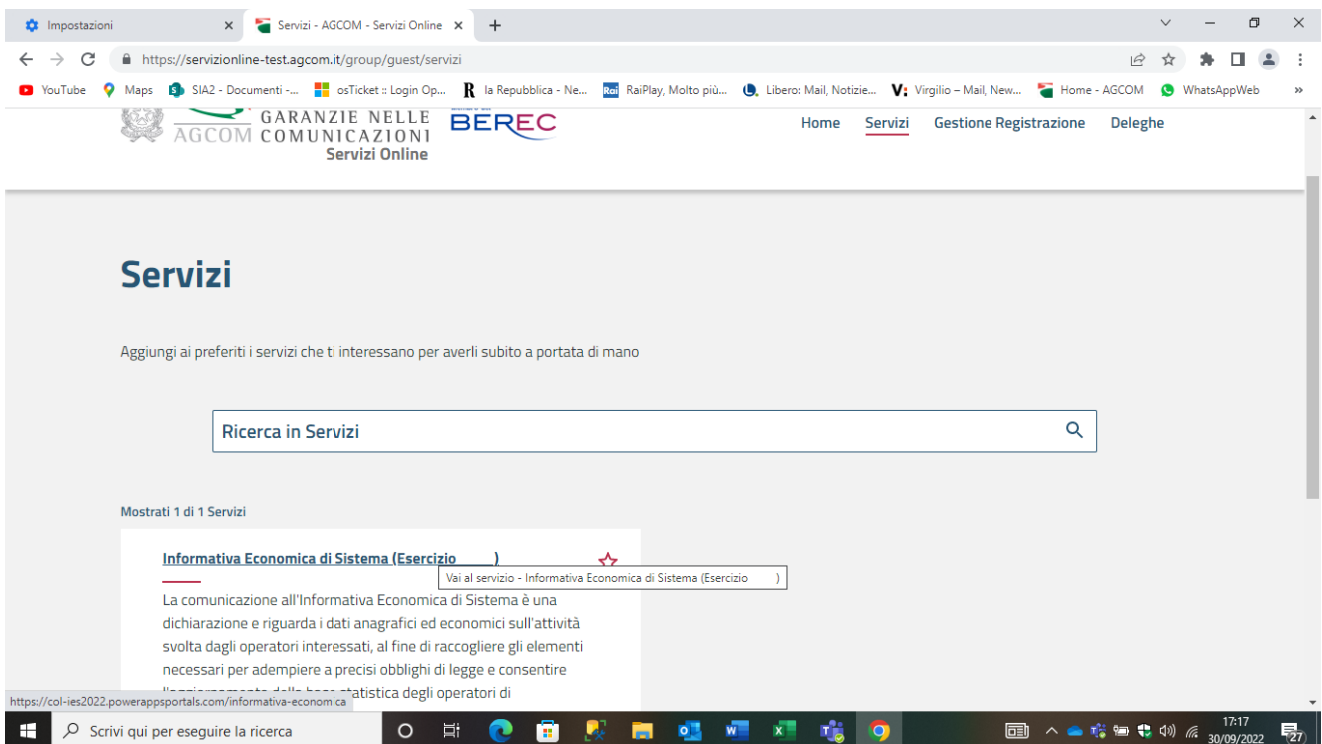 Impostazioni
Servizi - AGCOM - Servizi Online
https://servizionline-test.agcom.it/group/guest/servizi
YouTube
Maps
SIA2 - Documenti -...
osTicket :: Login Op...
la Repubblica - Ne...
Rai
RaiPlay, Molto più...
Libero: Mail, Notizie...
Virgilio – Mail, New...
Home - AGCOM
WhatsAppWeb
»
GARANZIE NELLE
AGCOM COMUNICAZIONI
Servizi Online
BEREC
Home Servizi Gestione Registrazione Deleghe
Servizi
Aggiungi ai preferiti i servizi che ti interessano per averli subito a portata di mano
Ricerca in Servizi
Mostrati 1 di 1 Servizi
Informativa Economica di Sistema (Esercizio )
Vai al servizio - Informativa Economica di Sistema (Esercizio )
La comunicazione all'Informativa Economica di Sistema è una
dichiarazione e riguarda i dati anagrafici ed economici sull'attività
svolta dagli operatori interessati, al fine di raccogliere gli elementi
necessari per adempiere a precisi obblighi di legge e consentire
statistica degli operatori di
https://col-ies2022.powerappsportals.com/informativa-economica
Scrivi qui per eseguire la ricerca
17:17
30/09/2022
27